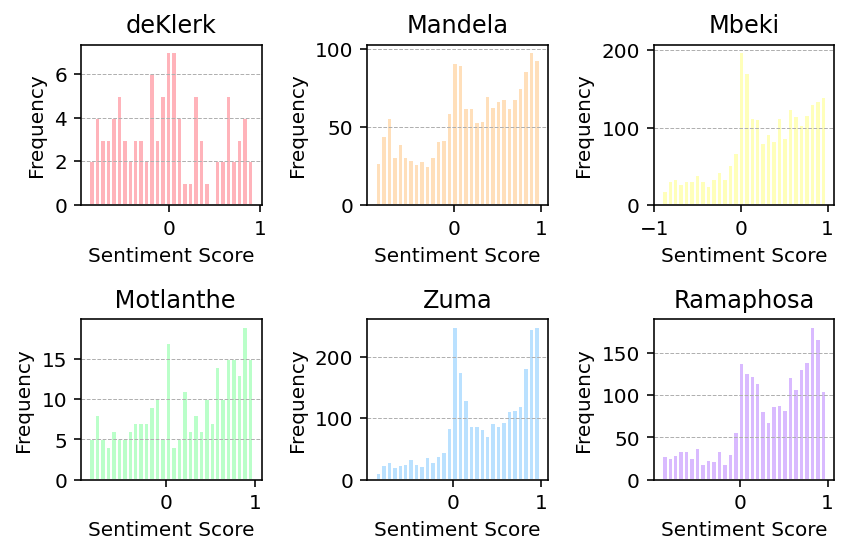 deKlerk
Mandela
Mbeki
Frequency
6
4
2
0
0
1
Sentiment Score
Frequency
100
50
0
0
1
Sentiment Score
Frequency
200
100
0
−1
0
1
Sentiment Score
Motlanthe
Zuma
Ramaphosa
Frequency
15
10
5
0
0
1
Sentiment Score
Frequency
200
100
0
0
1
Sentiment Score
Frequency
150
100
50
0
0
1
Sentiment Score